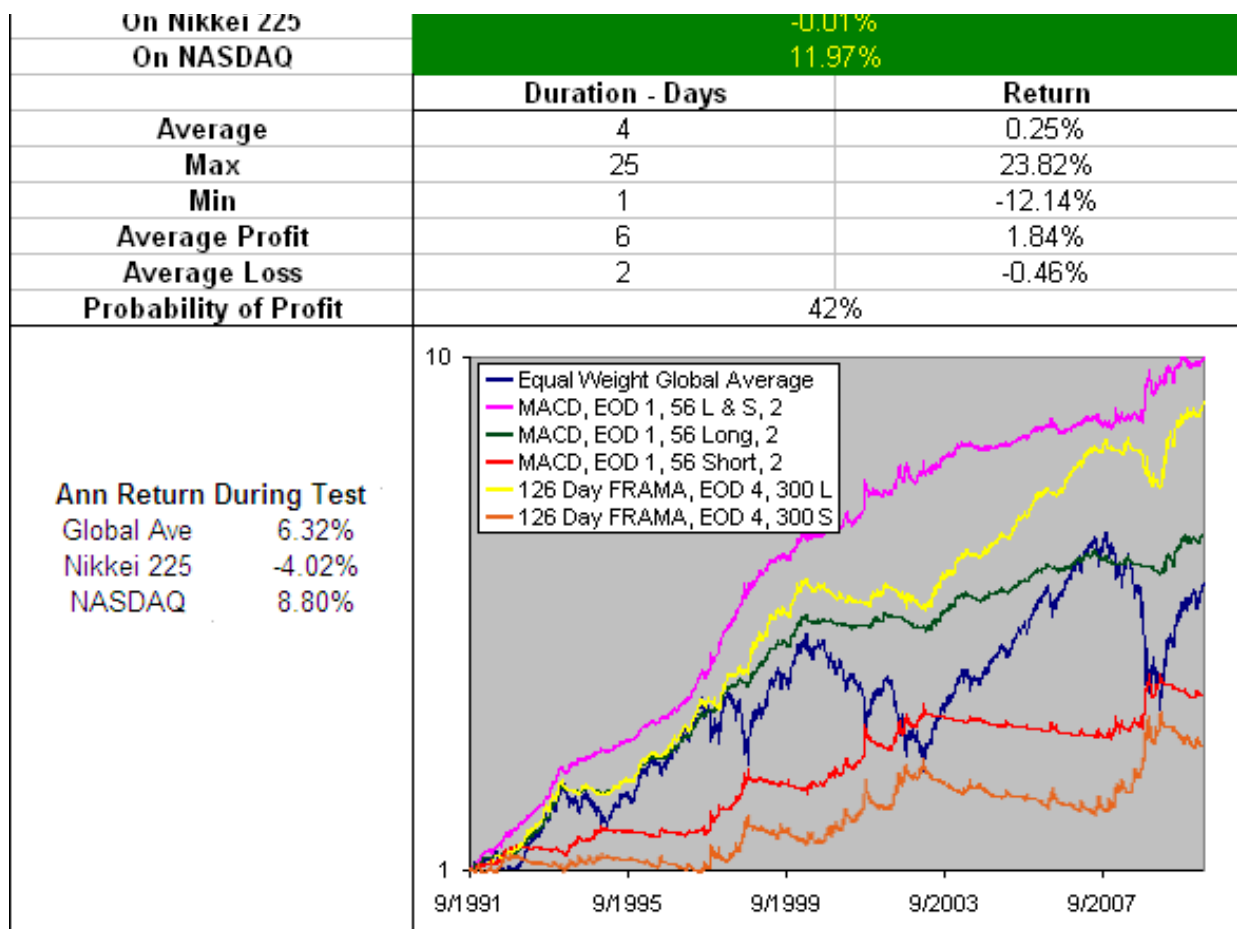 On Nikkei 225 -0.01%
On NASDAQ 11.97%
Duration - Days Return
Average 4 0.25%
Max 25 23.82%
Min 1 -12.14%
Average Profit 6 1.84%
Average Loss 2 -0.46%
Probability of Profit 42%
Ann Return During Test
Global Ave 6.32%
Nikkei 225 -4.02%
NASDAQ 8.80%
10
Equal Weight Global Average
MACD, EOD 1, 56 L & S, 2
MACD, EOD 1, 56 Long, 2
MACD, EOD 1, 56 Short, 2
126 Day FRAMA, EOD 4, 300 L
126 Day FRAMA, EOD 4, 300 S
1
9/1991 9/1995 9/1999 9/2003 9/2007